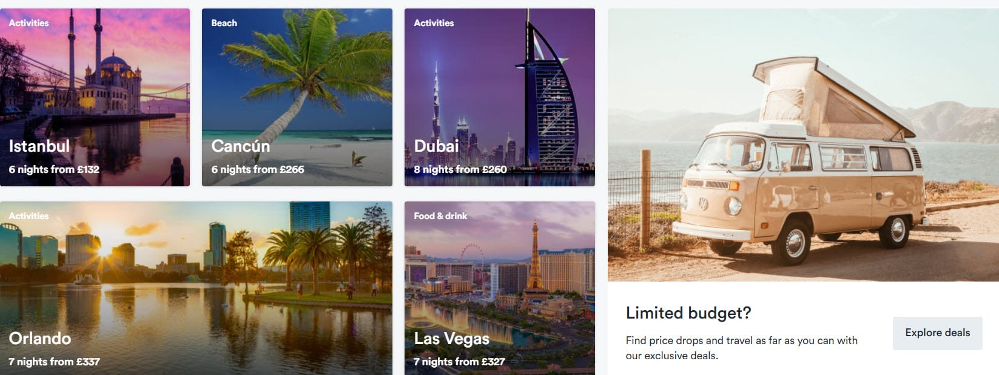 Activities
Istanbul
6 nights from £132
Beach
Cancún
6 nights from £266
Activities
Dubai
8 nights from £260
Activities
Orlando
7 nights from £337
Food & drink
Las Vegas
7 nights from £327
Limited budget?
Find price drops and travel as far as you can with
our exclusive deals.
Explore deals